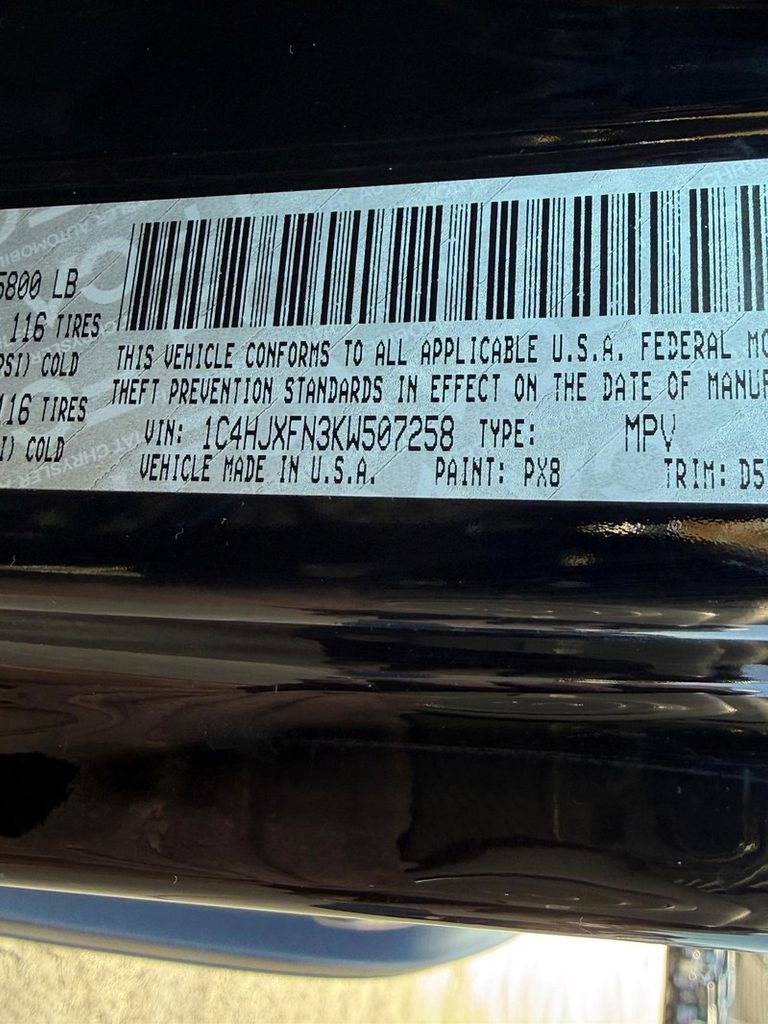 5800 LB
116 TIRES
PSI) COLD
116 TIRES
I) COLD
THIS VEHICLE CONFORMS TO ALL APPLICABLE U.S.A. FEDERAL MO
THEFT PREVENTION STANDARDS IN EFFECT ON THE DATE OF MANUF
VIN: 1C4HJXFN3KW507258 TYPE: MPV
VEHICLE MADE IN U.S.A. PAINT: PX8 TRIM: D5